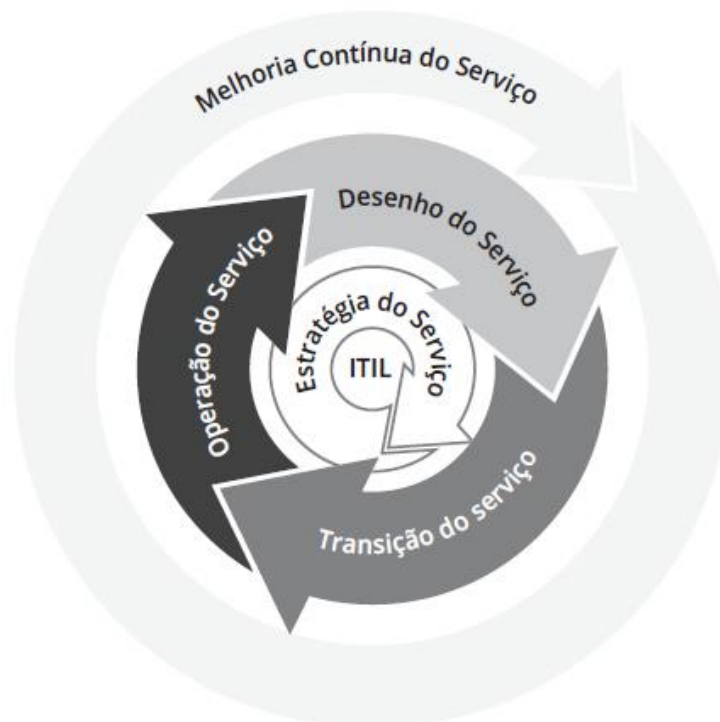 Melhoria Contínua do Serviço
Desenho do Serviço
Operação do Serviço
Estratégia do Serviço
ITIL
Transição do serviço